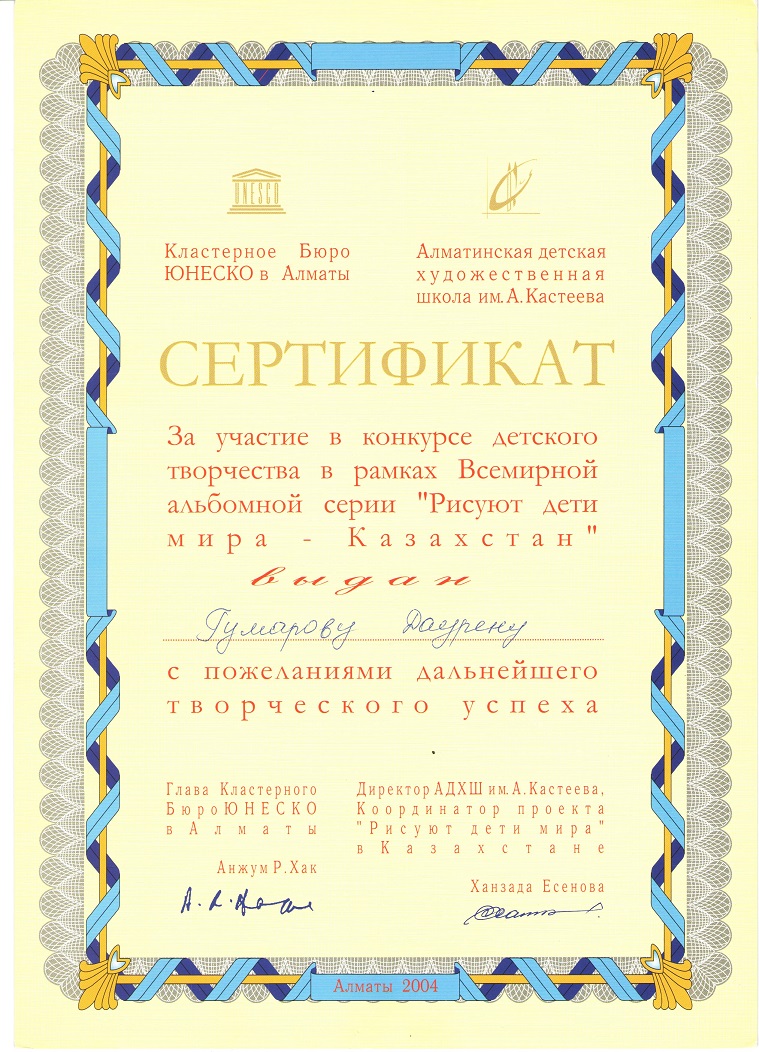 UNESCO
Кластерное Бюро
ЮНЕСКО в Алматы
Алматинская детская
художественная
школа им. А. Кастеева
СЕРТИФИКАТ
За участие в конкурсе детского
творчества в рамках Всемирной
альбомной серии "Рисуют дети
мира - Казахстан"
выдан
Гумарову Даурену
с пожеланиями дальнейшего
творческого успеха
Глава Кластерного
Бюро ЮНЕСКО
в Алматы
Анжум Р. Хак
Директор АДХШ им. А. Кастеева,
Координатор проекта
"Рисуют дети мира"
в Казахстане
Ханзада Есенова
Алматы 2004